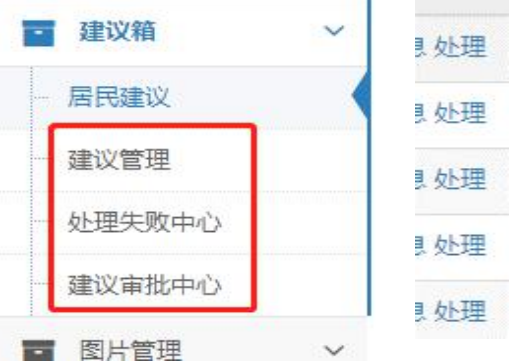 建议箱
居民建议
建议管理
处理失败中心
建议审批中心
图片管理
处理
处理
处理
处理
处理